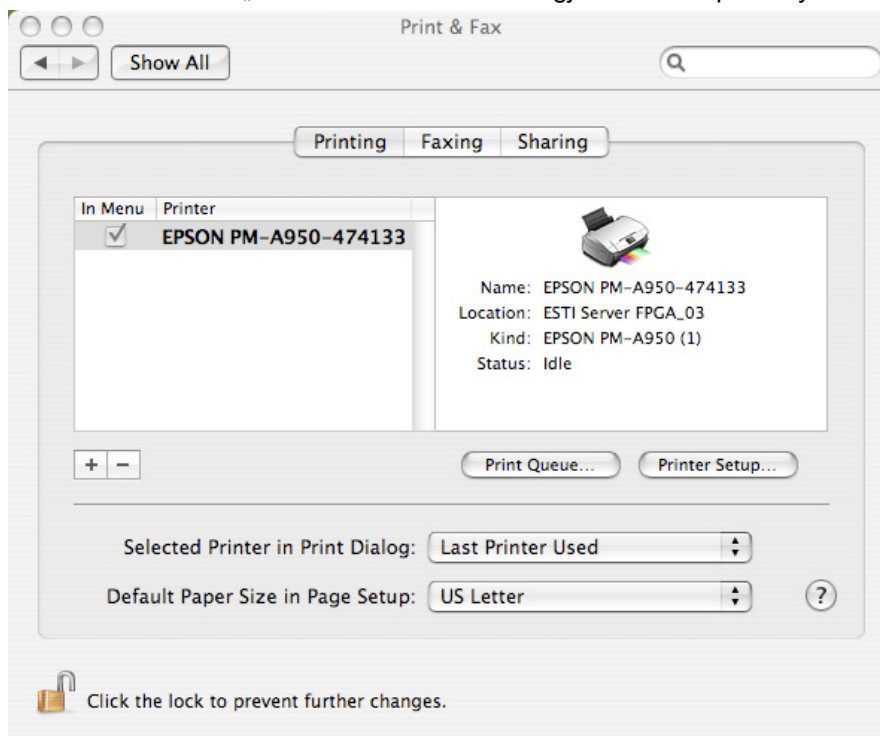 Print & Fax
Show All
Printing Faxing Sharing
In Menu Printer
EPSON PM-A950-474133
Name: EPSON PM-A950-474133
Location: ESTI Server FPGA_03
Kind: EPSON PM-A950 (1)
Status: Idle
+ −
Print Queue... Printer Setup...
Selected Printer in Print Dialog: Last Printer Used
Default Paper Size in Page Setup: US Letter ?
Click the lock to prevent further changes.